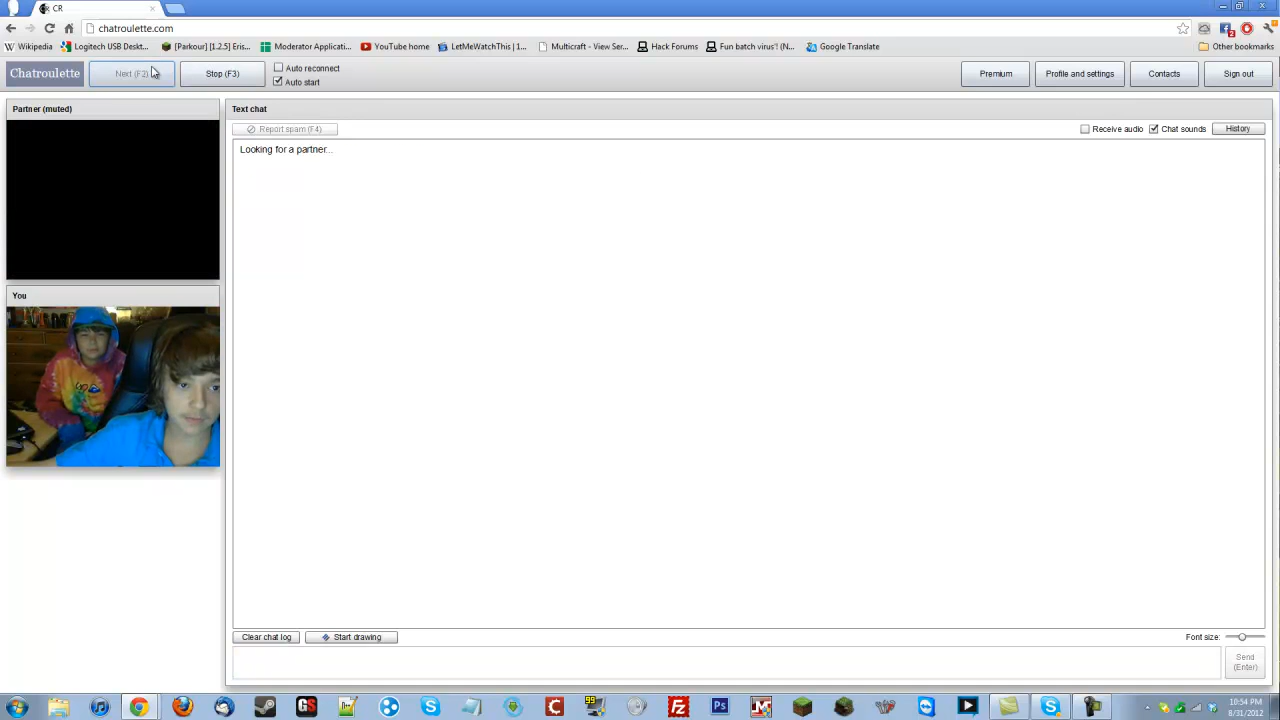 CR
chatroulette.com
Wikipedia
Logitech USB Deskt...
[Parkour] [1.2.5] Eris...
Moderator Applicati...
YouTube home
LetMeWatchThis | 1...
Multicraft - View Ser...
Hack Forums
Fun batch virus'! (N...
Google Translate
Other bookmarks
Chatroulette
Next (F2)
Stop (F3)
Auto reconnect
Auto start
Premium
Profile and settings
Contacts
Sign out
Partner (muted)
Text chat
Report spam (F4)
Receive audio
Chat sounds
History
Looking for a partner...
You
Clear chat log
Start drawing
Font size:
Send
(Enter)
10:54 PM
8/31/2012